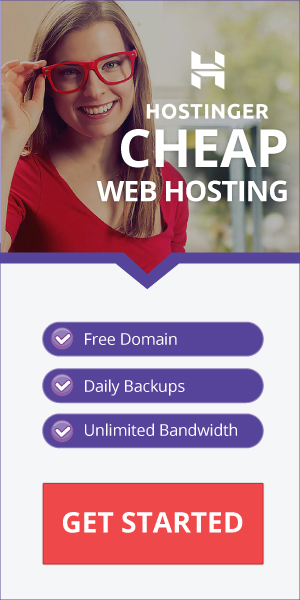 HOSTINGER
CHEAP
WEB HOSTING
Free Domain
Daily Backups
Unlimited Bandwidth
GET STARTED